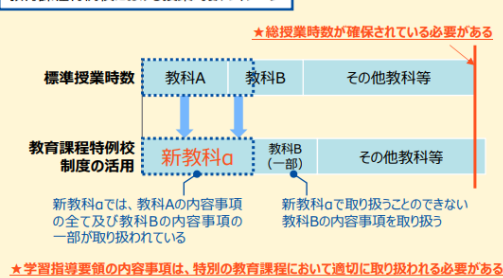 ★総授業時数が確保されている必要がある
標準授業時数
教科A
教科B
その他教科等
教育課程特例校
制度の活用
新教科a
教科B
(一部)
その他教科等
新教科aでは、教科Aの内容事項
の全て及び教科Bの内容事項の
一部が取り扱われている
新教科aで取り扱うことのできない
教科Bの内容事項を取り扱う
★学習指導要領の内容事項は、特別の教育課程において適切に取り扱われる必要がある